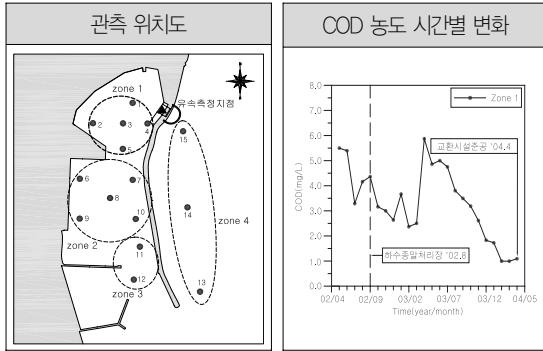 관측 위치도
zone 1
유속측정지점
1
2
3
4
5
15
6
7
8
14
9
10
zone 4
zone 2
11
12
13
zone 3
COD 농도 시간별 변화
Zone 1
교환시설준공 '04.4
하수종말처리장 '02.8
COD(mg/L)
8.0
7.0
6.0
5.0
4.0
3.0
2.0
1.0
0.0
02/04 02/09 03/02 03/07 03/12 04/05
Time(year/month)